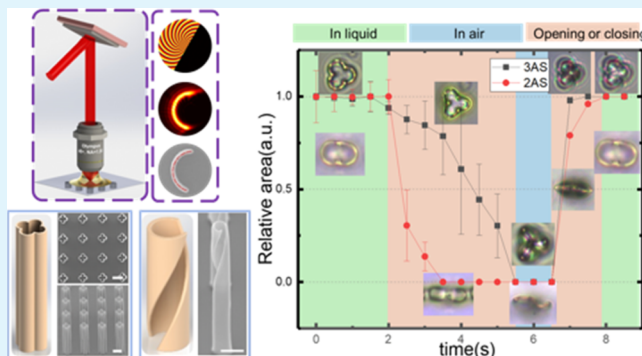 In liquid
In air
Opening or closing
3AS
2AS
Relative area(a.u.)
1.0
0.5
0.0
0
2
4
6
8
time(s)